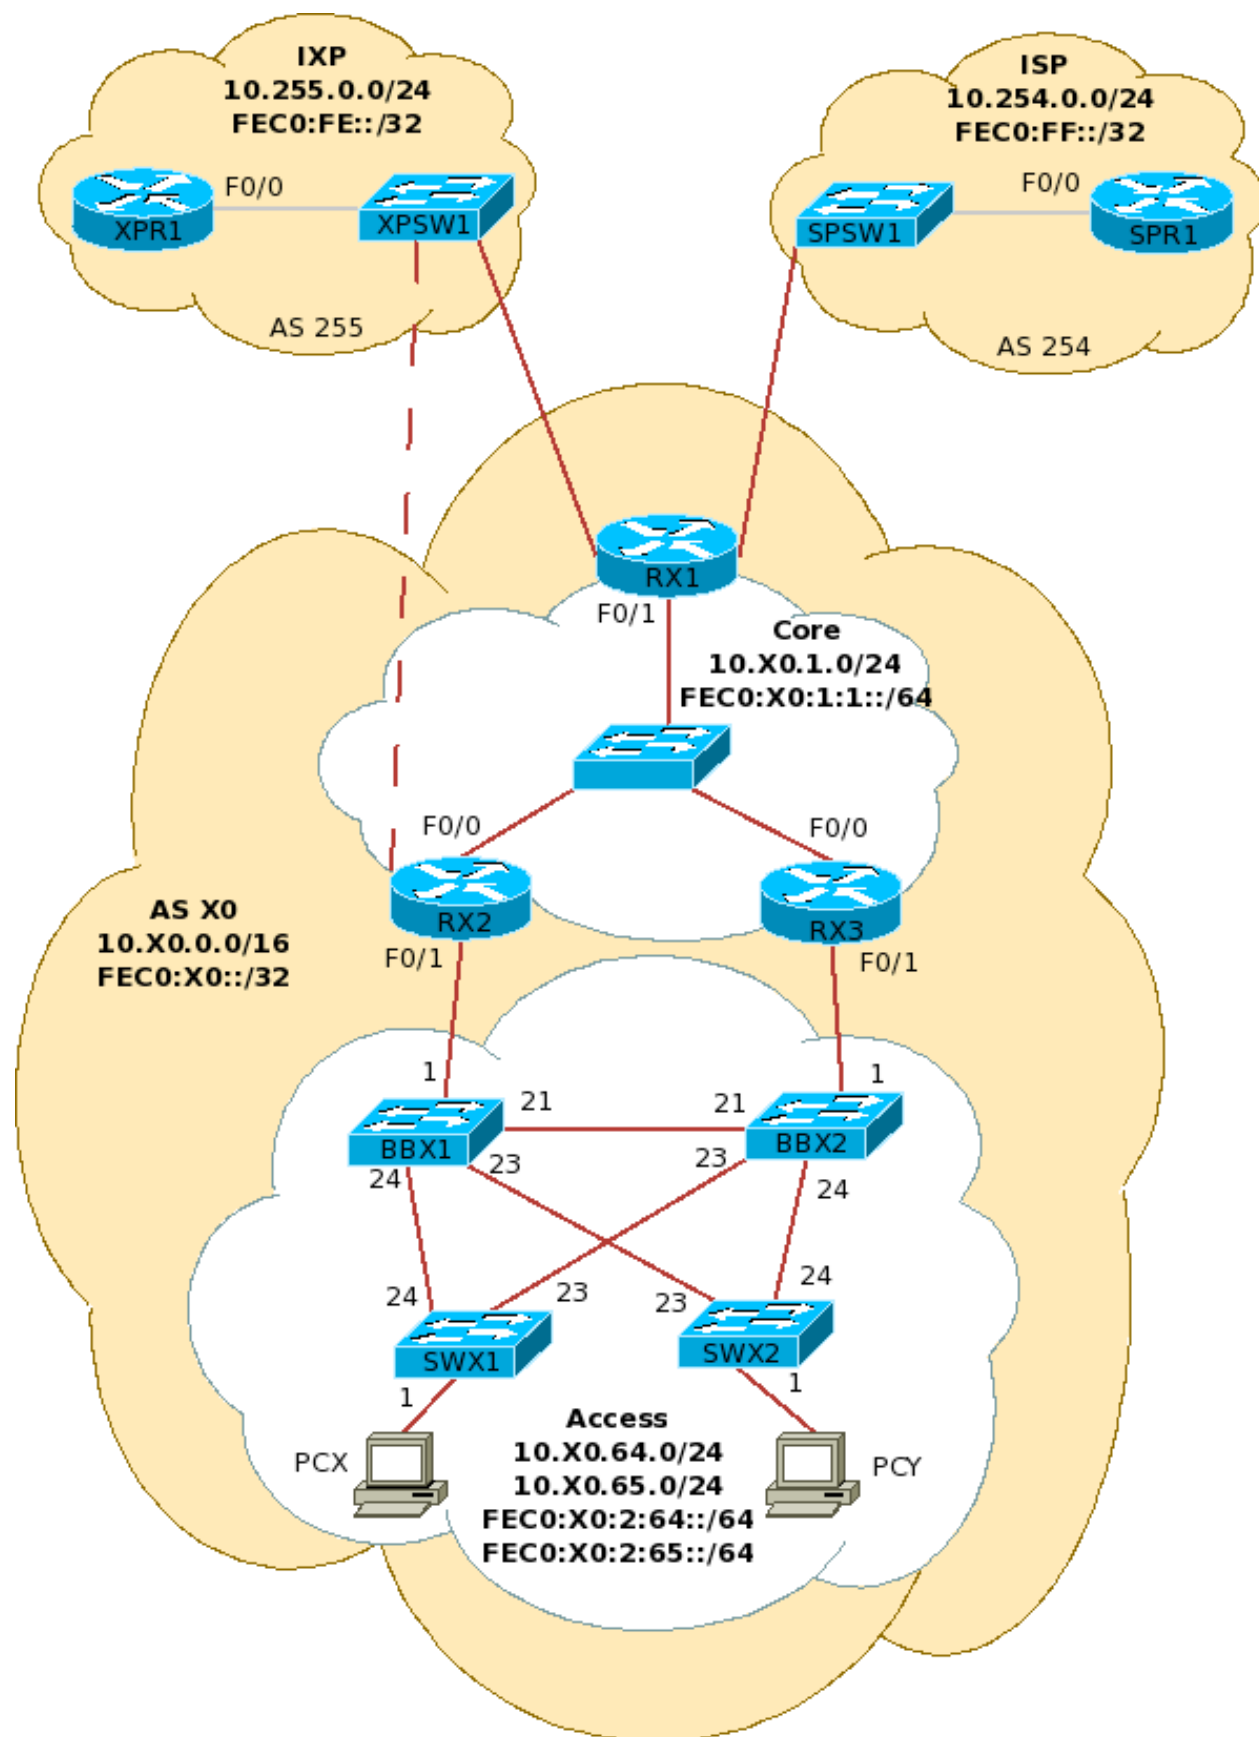 IXP
10.255.0.0/24
FEC0:FE::/32
F0/0
XPR1
XPSW1
AS 255
ISP
10.254.0.0/24
FEC0:FF::/32
F0/0
SPSW1
SPR1
AS 254
RX1
F0/1
Core
10.X0.1.0/24
FEC0:X0:1:1::/64
F0/0
F0/0
RX2
RX3
F0/1
F0/1
AS X0
10.X0.0.0/16
FEC0:X0::/32
1
1
21
21
BBX1
BBX2
24
23
23
24
24
23
23
24
SWX1
SWX2
1
1
PCX
PCY
Access
10.X0.64.0/24
10.X0.65.0/24
FEC0:X0:2:64::/64
FEC0:X0:2:65::/64